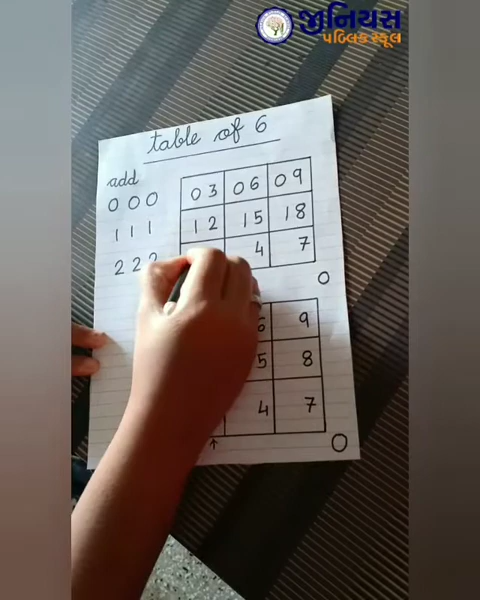 જીનિયસ
પબ્લિક સ્કૂલ
table of 6
add
0 0 0
1 1 1
2 2 2
03 06 09
12 15 18
4 7
0
6 9
5 8
4 7
↑ 0